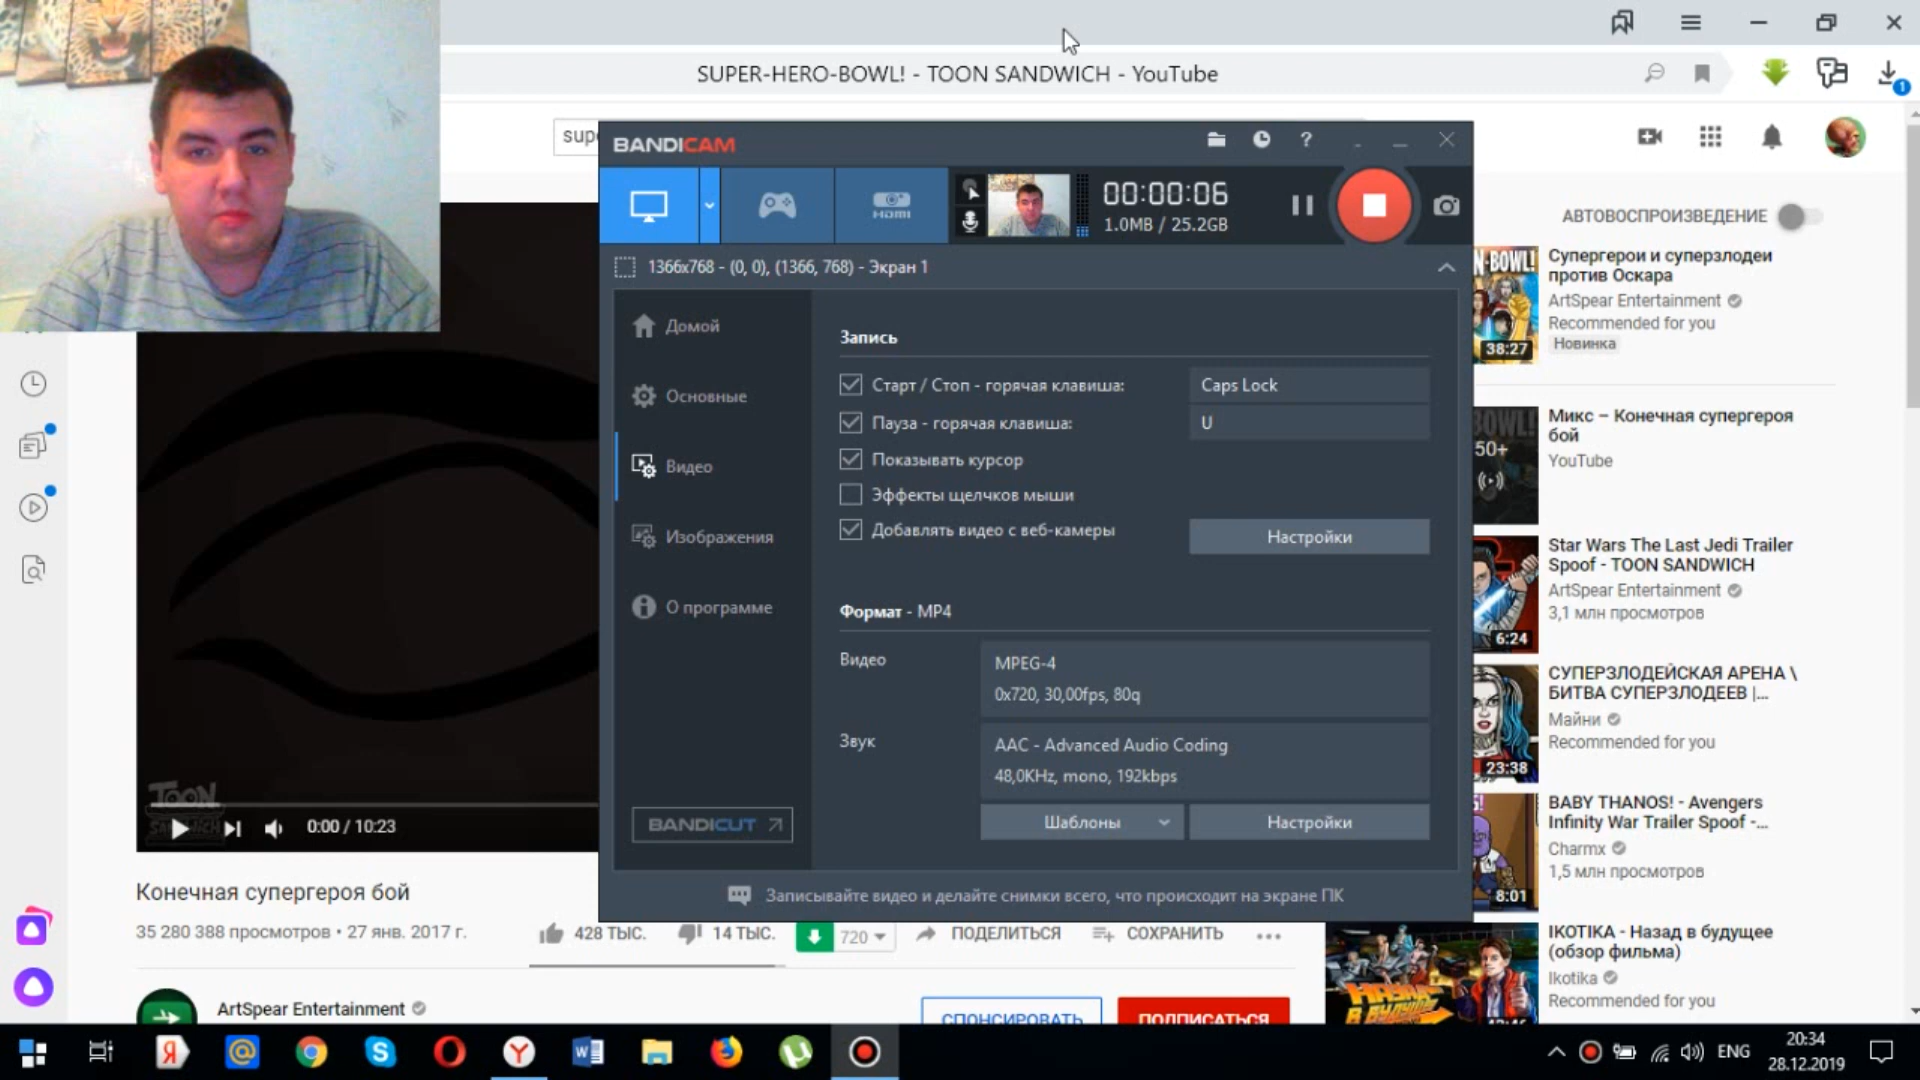 SUPER-HERO-BOWL! - TOON SANDWICH - YouTube
1
supe
BANDICAM
?
HDMI
00:00:06
1.0MB / 25.2GB
1366x768 - (0, 0), (1366, 768) - Экран 1
Домой
Основные
Видео
Изображения
О программе
BANDICUT
Запись
Старт / Стоп - горячая клавиша:
Caps Lock
Пауза - горячая клавиша:
U
Показывать курсор
Эффекты щелчков мыши
Добавлять видео с веб-камеры
Настройки
Формат - MP4
Видео
MPEG-4
0x720, 30,00fps, 80q
Звук
AAC - Advanced Audio Coding
48,0KHz, mono, 192kbps
Шаблоны
Настройки
Записывайте видео и делайте снимки всего, что происходит на экране ПК
TOON
SANDWICH
0:00 / 10:23
Конечная супергероя бой
35 280 388 просмотров • 27 янв. 2017 г.
428 ТЫС.
14 ТЫС.
720
ПОДЕЛИТЬСЯ
СОХРАНИТЬ
ArtSpear Entertainment
СПОНСИРОВАТЬ
ПОДПИСАТЬСЯ
АВТОВОСПРОИЗВЕДЕНИЕ
N-BOWL!
38:27
Супергерои и суперзлодеи
против Оскара
ArtSpear Entertainment
Recommended for you
Новинка
BOWL!
50+
Микс – Конечная супергероя
бой
YouTube
6:24
Star Wars The Last Jedi Trailer
Spoof - TOON SANDWICH
ArtSpear Entertainment
3,1 млн просмотров
23:38
СУПЕРЗЛОДЕЙСКАЯ АРЕНА \
БИТВА СУПЕРЗЛОДЕЕВ |...
Майни
Recommended for you
8:01
BABY THANOS! - Avengers
Infinity War Trailer Spoof -...
Charmx
1,5 млн просмотров
НАЗАД
В БУДУЩЕЕ
IKOTIKA - Назад в будущее
(обзор фильма)
Ikotika
Recommended for you
ENG
20:34
28.12.2019